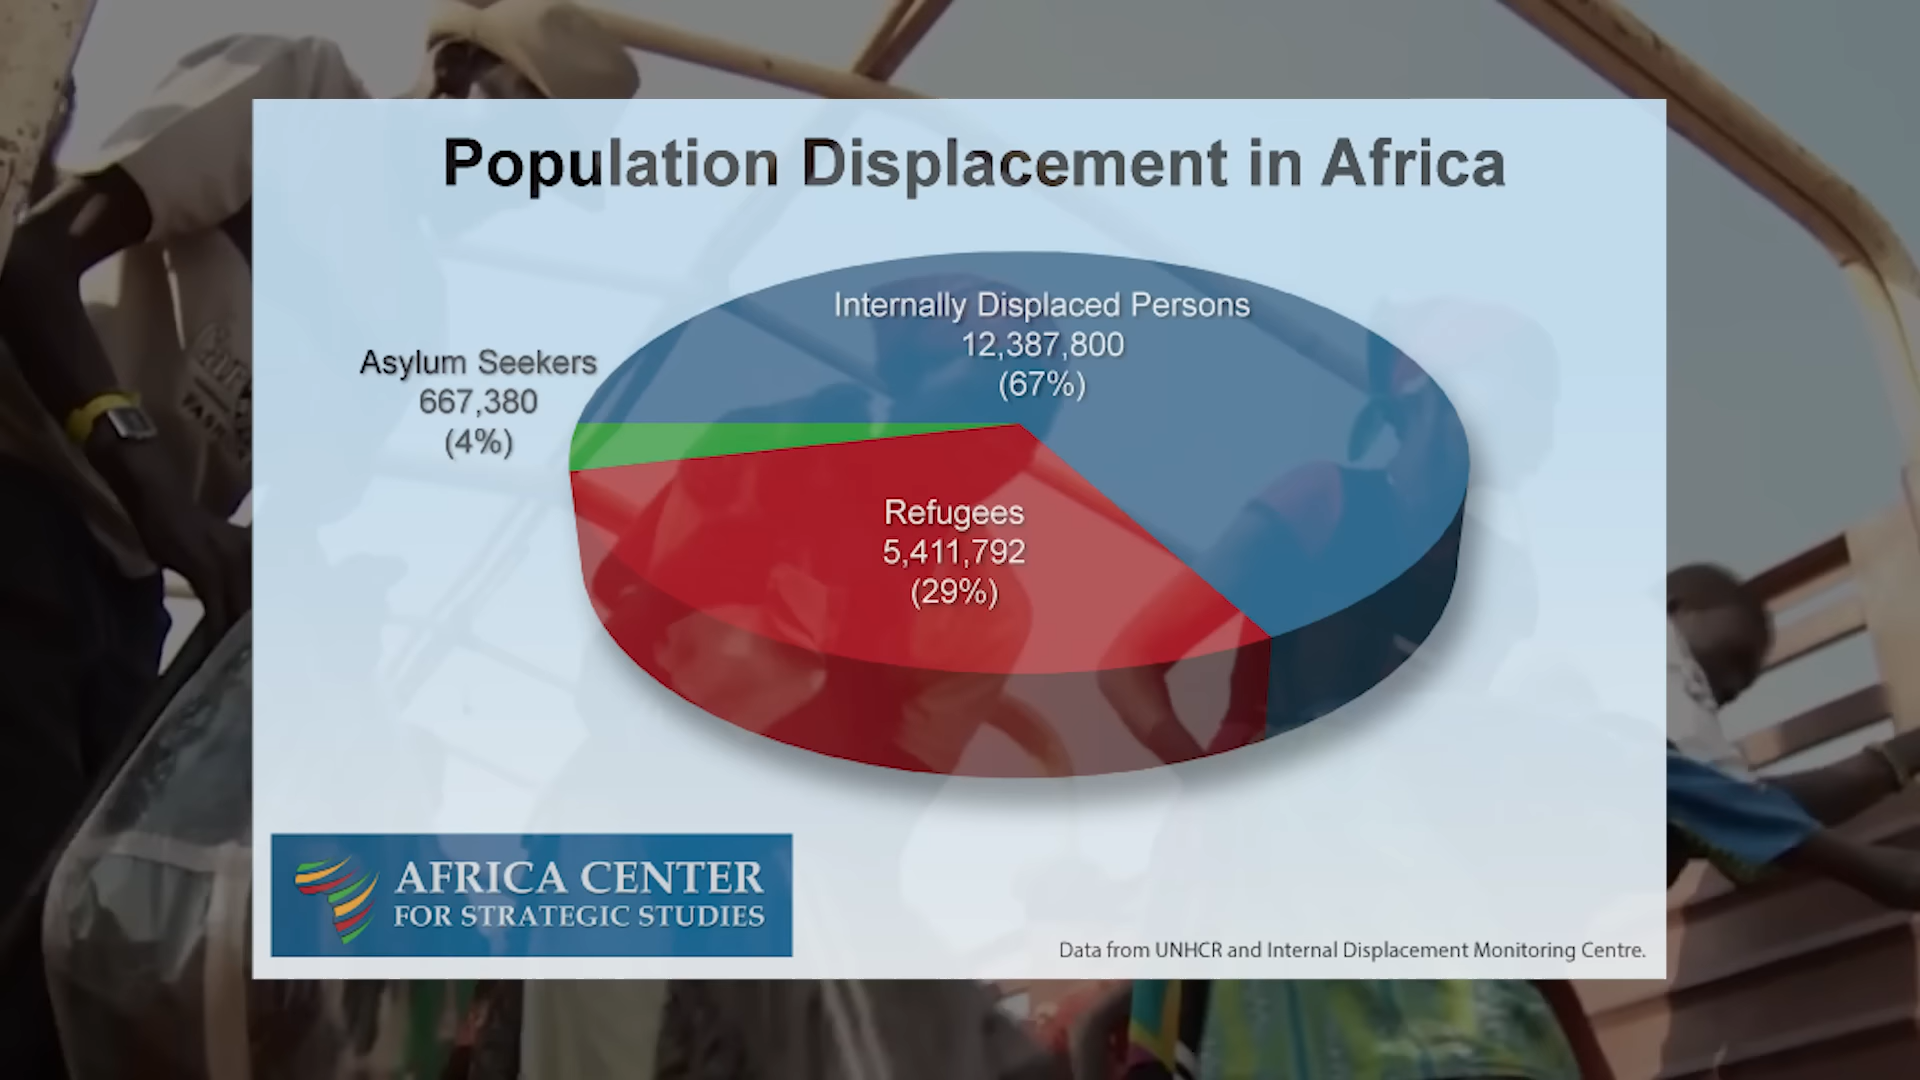 Population Displacement in Africa
Internally Displaced Persons
12,387,800
(67%)
Asylum Seekers
667,380
(4%)
Refugees
5,411,792
(29%)
AFRICA CENTER
FOR STRATEGIC STUDIES
Data from UNHCR and Internal Displacement Monitoring Centre.